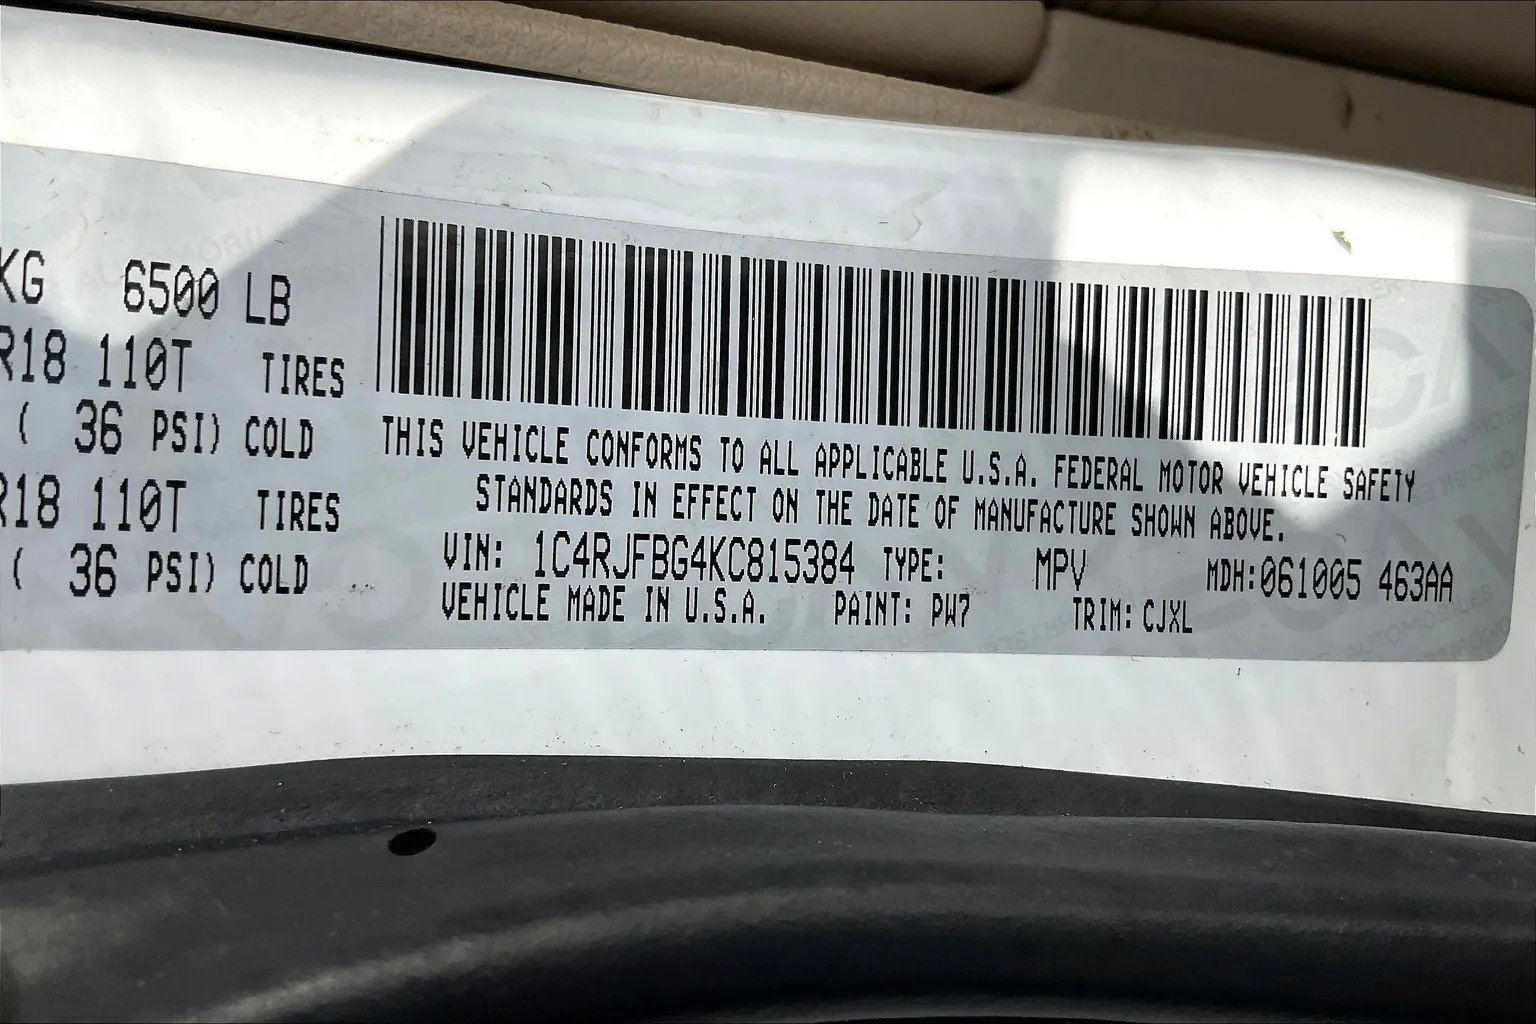 KG 6500 LB
R18 110T TIRES
( 36 PSI) COLD
R18 110T TIRES
( 36 PSI) COLD
THIS VEHICLE CONFORMS TO ALL APPLICABLE U.S.A. FEDERAL MOTOR VEHICLE SAFETY
STANDARDS IN EFFECT ON THE DATE OF MANUFACTURE SHOWN ABOVE.
VIN: 1C4RJFBG4KC815384 TYPE: MPV MDH:061005 463AA
VEHICLE MADE IN U.S.A. PAINT: PW7 TRIM: CJXL